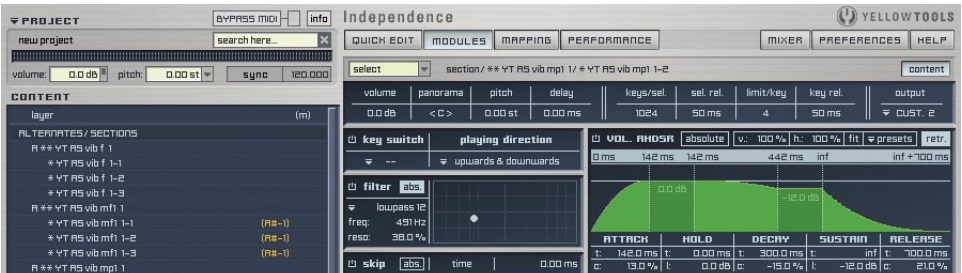 PROJECT
BYPASS MIDI
info
new project
search here...
volume: 0.0 dB pitch: 0.00 st sync 120.000
CONTENT
layer (m)
ALTERNATES/SECTIONS
A ** YT AS vib f 1
* YT AS vib f 1-1
* YT AS vib f 1-2
* YT AS vib f 1-3
A ** YT AS vib mf1 1
* YT AS vib mf1 1-1 (A#-1)
* YT AS vib mf1 1-2 (A#-1)
* YT AS vib mf1 1-3 (A#-1)
A ** YT AS vib mp1 1
Independence
YELLOWTOOLS
QUICK EDIT MODULES MAPPING PERFORMANCE MIXER PREFERENCES HELP
select section/ ** YT AS vib mp1 1/ * YT AS vib mp1 1-2 content
volume panorama pitch delay keys/sel. sel. rel. limit/key key rel. output
0.0 dB < C > 0.00 st 0.00 ms 1024 50 ms 4 50 ms CUST. 2
key switch playing direction
-- upwards & downwards
filter abs.
lowpass 12
freq: 491 Hz
reso: 38.0 %
skip abs. time 0.00 ms
VOL. AHDSR absolute v.: 100 % h.: 100 % fit presets retr.
0 ms 142 ms 142 ms 442 ms inf inf +700 ms
0.0 dB
-12.0 dB
ATTACK HOLD DECAY SUSTAIN RELEASE
t: 142.0 ms t: 0.00 ms t: 300.0 ms t: inf t: 700.0 ms
c: 13.0 % l: 0.0 dB c: -15.0 % l: -12.0 dB c: 21.0 %